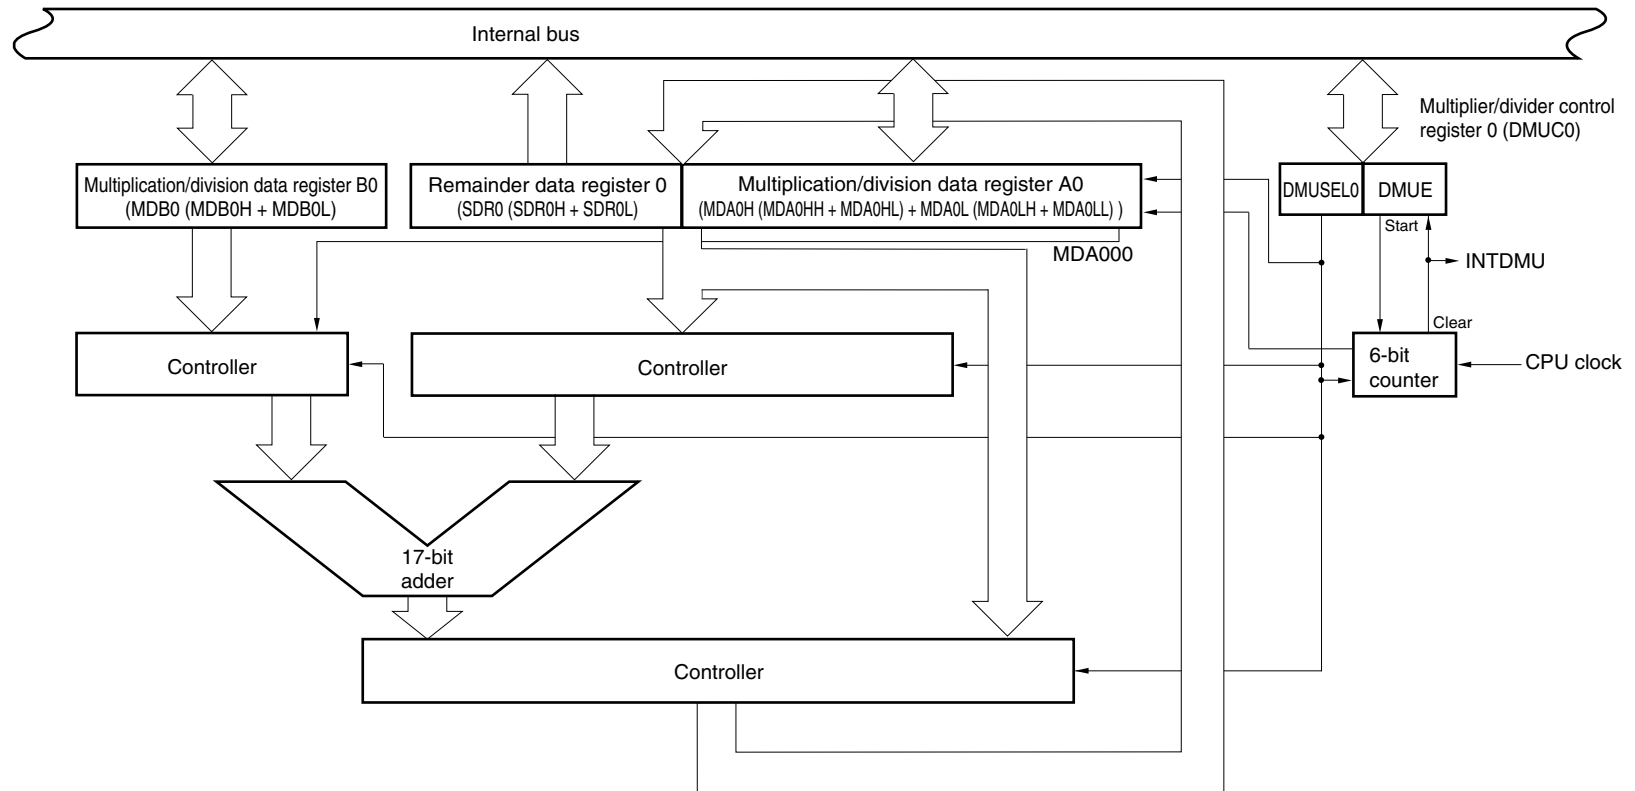 Internal bus
Multiplier/divider control
register 0 (DMUC0)
Multiplication/division data register B0
(MDB0 (MDB0H + MDB0L)
Remainder data register 0
(SDR0 (SDR0H + SDR0L)
Multiplication/division data register A0
(MDA0H (MDA0HH + MDA0HL) + MDA0L (MDA0LH + MDA0LL) )
DMUSEL0
DMUE
Start
MDA000
INTDMU
Clear
Controller
Controller
6-bit
counter
CPU clock
17-bit
adder
Controller